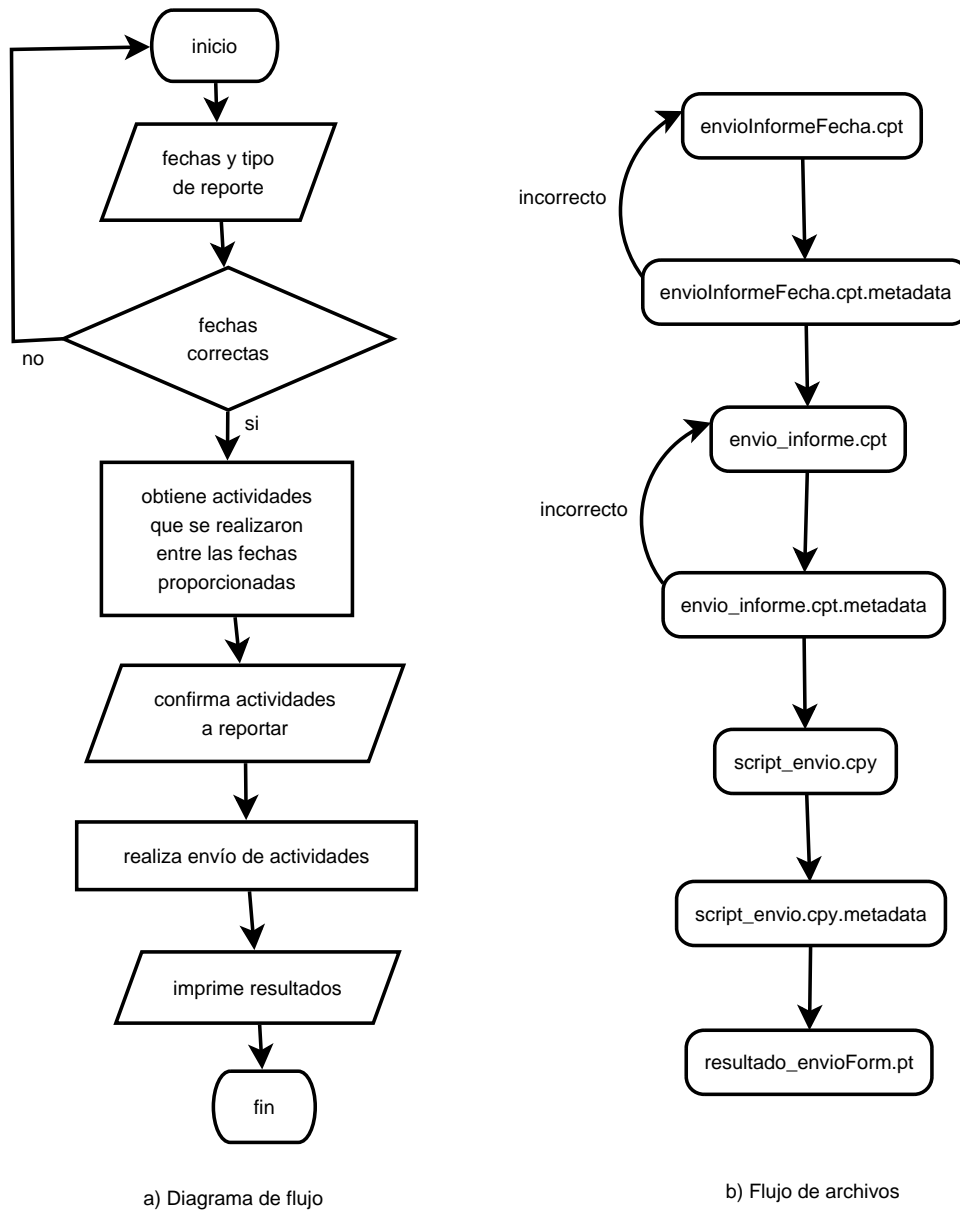 inicio
fechas y tipo
de reporte
fechas
correctas
no
si
obtiene actividades
que se realizaron
entre las fechas
proporcionadas
confirma actividades
a reportar
realiza envío de actividades
imprime resultados
fin
a) Diagrama de flujo
envioInformeFecha.cpt
incorrecto
envioInformeFecha.cpt.metadata
envio_informe.cpt
incorrecto
envio_informe.cpt.metadata
script_envio.cpy
script_envio.cpy.metadata
resultado_envioForm.pt
b) Flujo de archivos